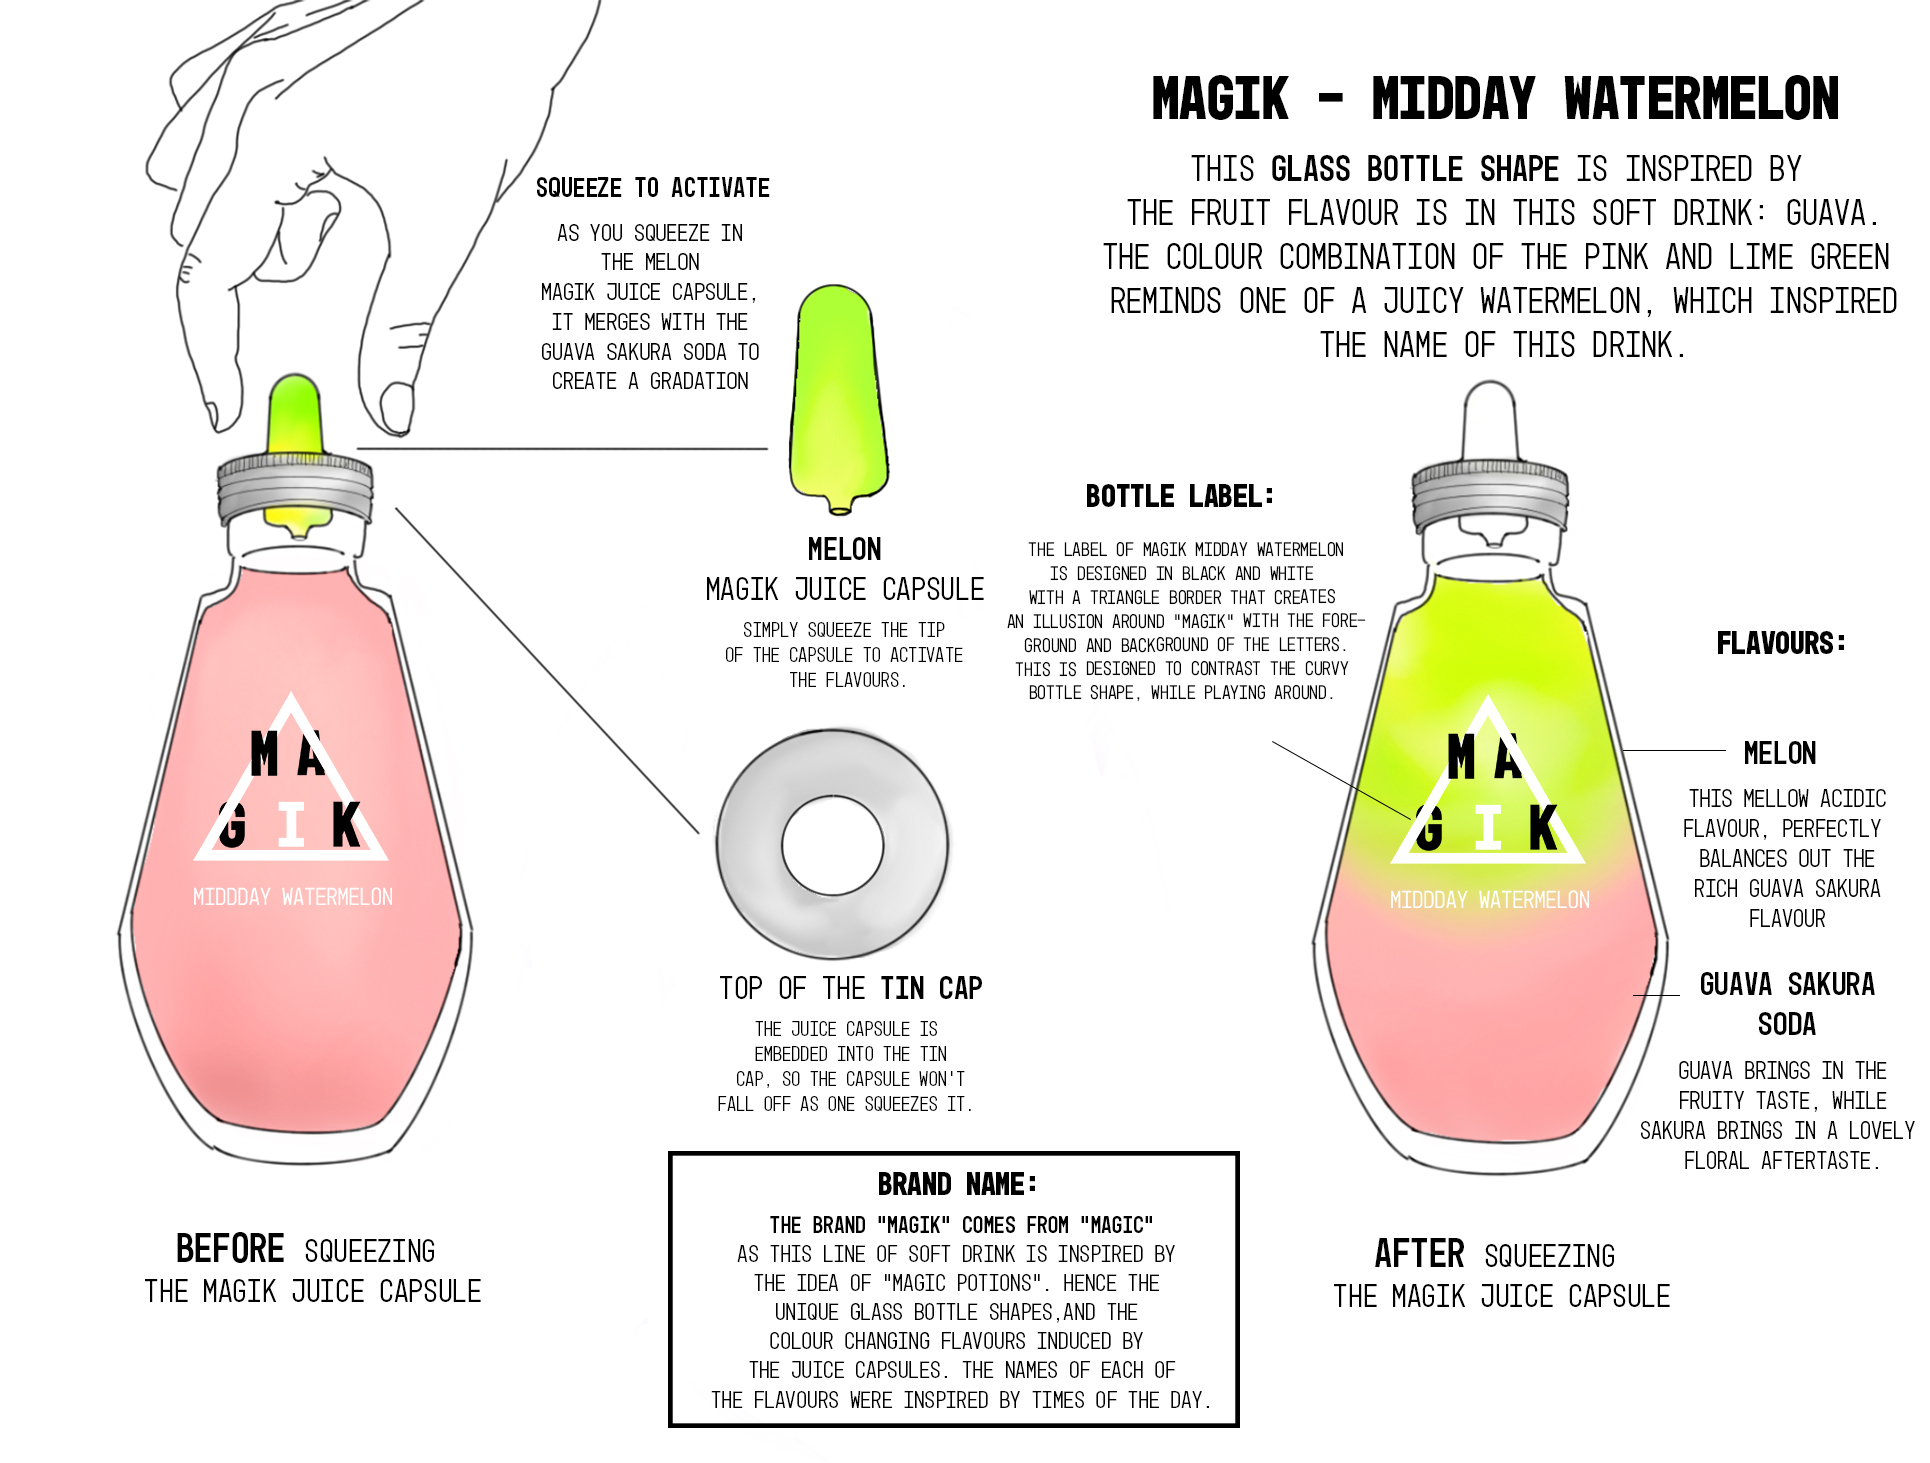 MAGIK - MIDDAY WATERMELON
THIS GLASS BOTTLE SHAPE IS INSPIRED BY
THE FRUIT FLAVOUR IS IN THIS SOFT DRINK: GUAVA.
THE COLOUR COMBINATION OF THE PINK AND LIME GREEN
REMINDS ONE OF A JUICY WATERMELON, WHICH INSPIRED
THE NAME OF THIS DRINK.
SQUEEZE TO ACTIVATE
AS YOU SQUEEZE IN
THE MELON
MAGIK JUICE CAPSULE,
IT MERGES WITH THE
GUAVA SAKURA SODA TO
CREATE A GRADATION
MELON
MAGIK JUICE CAPSULE
SIMPLY SQUEEZE THE TIP
OF THE CAPSULE TO ACTIVATE
THE FLAVOURS.
BOTTLE LABEL:
THE LABEL OF MAGIK MIDDAY WATERMELON
IS DESIGNED IN BLACK AND WHITE
WITH A TRIANGLE BORDER THAT CREATES
AN ILLUSION AROUND "MAGIK" WITH THE FORE-
GROUND AND BACKGROUND OF THE LETTERS.
THIS IS DESIGNED TO CONTRAST THE CURVY
BOTTLE SHAPE, WHILE PLAYING AROUND.
MA
GIK
MIDDDAY WATERMELON
MA
GIK
MIDDDAY WATERMELON
FLAVOURS:
MELON
THIS MELLOW ACIDIC
FLAVOUR, PERFECTLY
BALANCES OUT THE
RICH GUAVA SAKURA
FLAVOUR
GUAVA SAKURA
SODA
GUAVA BRINGS IN THE
FRUITY TASTE, WHILE
SAKURA BRINGS IN A LOVELY
FLORAL AFTERTASTE.
TOP OF THE TIN CAP
THE JUICE CAPSULE IS
EMBEDDED INTO THE TIN
CAP, SO THE CAPSULE WON'T
FALL OFF AS ONE SQUEEZES IT.
BRAND NAME:
THE BRAND "MAGIK" COMES FROM "MAGIC"
AS THIS LINE OF SOFT DRINK IS INSPIRED BY
THE IDEA OF "MAGIC POTIONS". HENCE THE
UNIQUE GLASS BOTTLE SHAPES,AND THE
COLOUR CHANGING FLAVOURS INDUCED BY
THE JUICE CAPSULES. THE NAMES OF EACH OF
THE FLAVOURS WERE INSPIRED BY TIMES OF THE DAY.
BEFORE SQUEEZING
THE MAGIK JUICE CAPSULE
AFTER SQUEEZING
THE MAGIK JUICE CAPSULE